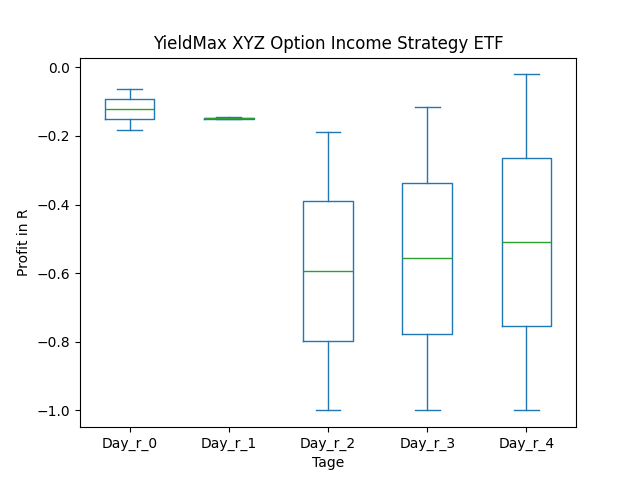 YieldMax XYZ Option Income Strategy ETF
Profit in R
0.0
−0.2
−0.4
−0.6
−0.8
−1.0
Day_r_0 Day_r_1 Day_r_2 Day_r_3 Day_r_4
Tage